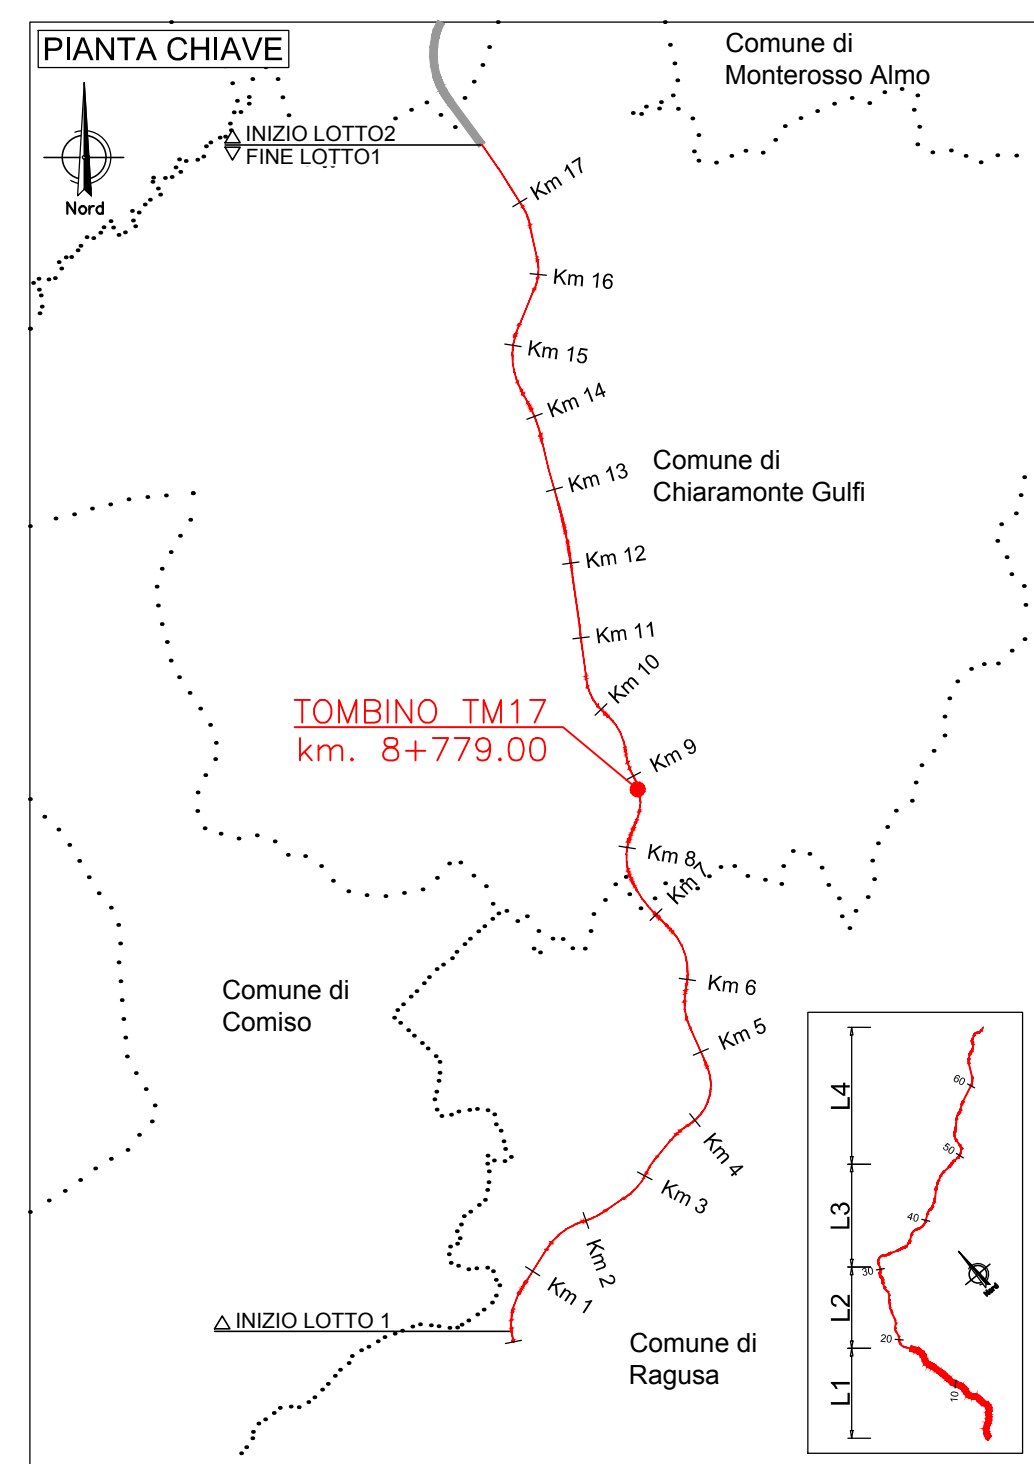 PIANTA CHIAVE
Comune di
Monterosso Almo
Nord
INIZIO LOTTO2
FINE LOTTO1
Km 17
Km 16
Km 15
Km 14
Km 13
Comune di
Chiaramonte Gulfi
Km 12
Km 11
Km 10
TOMBINO TM17
km. 8+779.00
Km 9
Km 8
Km 7
Km 6
Comune di
Comiso
Km 5
Km 4
Km 3
Km 2
Km 1
INIZIO LOTTO 1
Comune di
Ragusa
L4
60
50
L3
40
30
L2
20
L1
10